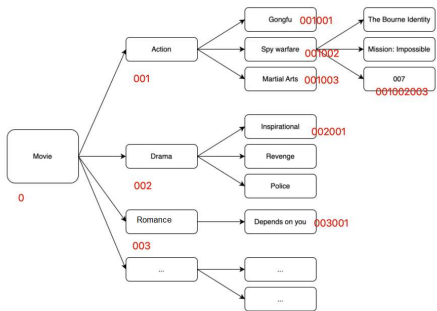 Gongfu 001001
The Bourne Identity
Action
Spy warfare
001002
Mission: Impossible
001
Martial Arts
001003
007
001002003
Inspirational
002001
Movie
Drama
Revenge
0
002
Police
Romance
Depends on you
003001
003
...
...
...